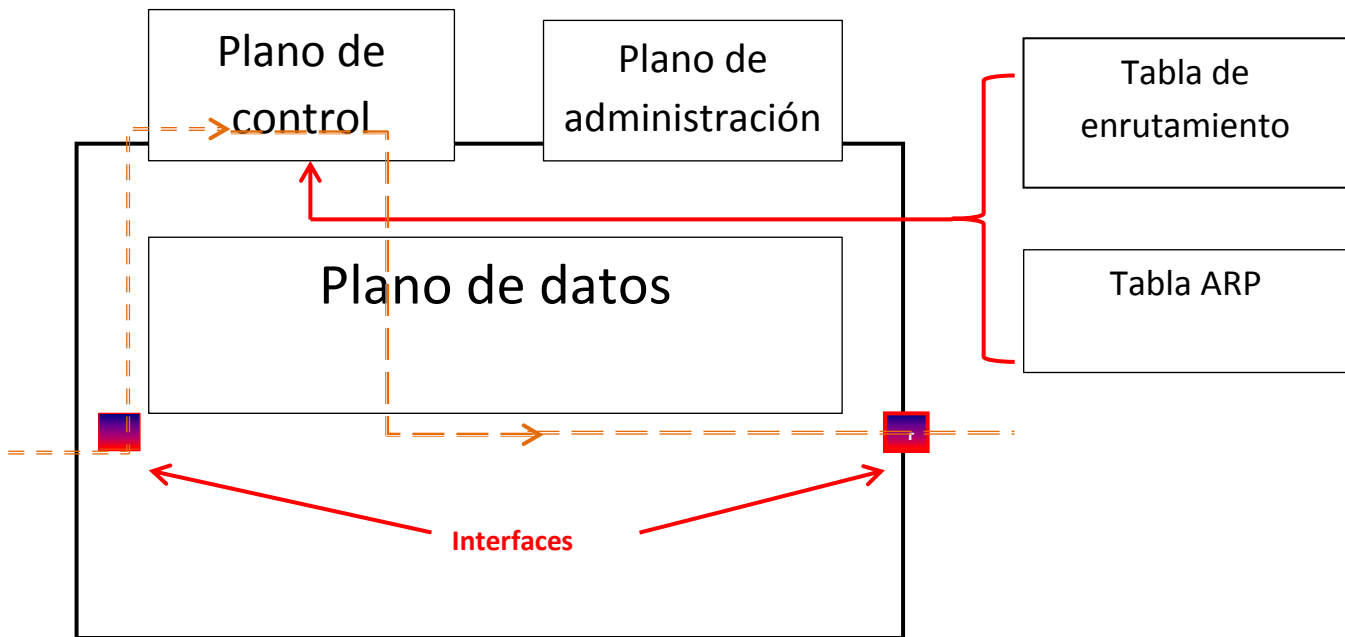 Plano de
control
Plano de
administración
Tabla de
enrutamiento
Plano de datos
Tabla ARP
Interfaces